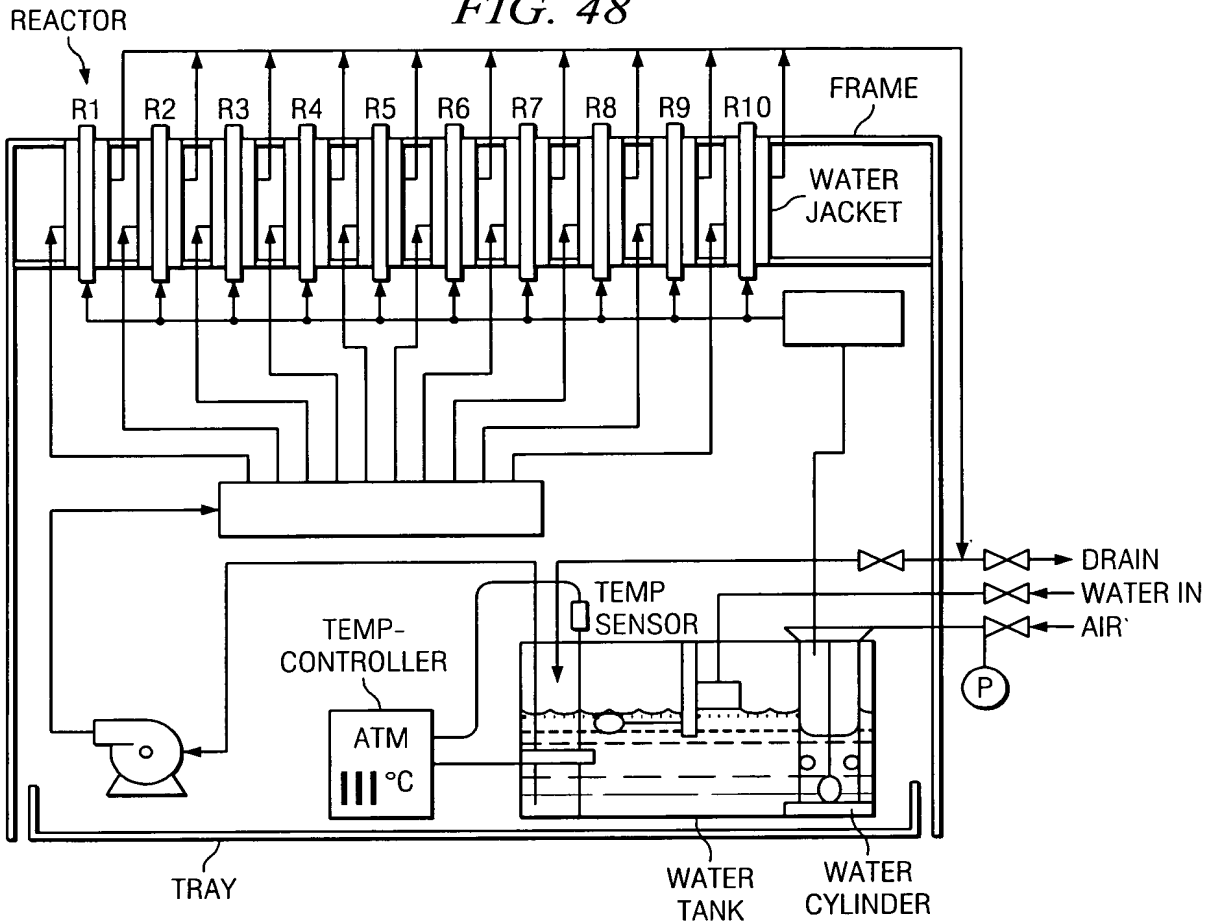 FIG. 48
REACTOR
R1 R2 R3 R4 R5 R6 R7 R8 R9 R10
FRAME
WATER
JACKET
DRAIN
WATER IN
AIR
TEMP
SENSOR
TEMP-
CONTROLLER
ATM
°C
P
TRAY
WATER
TANK
WATER
CYLINDER